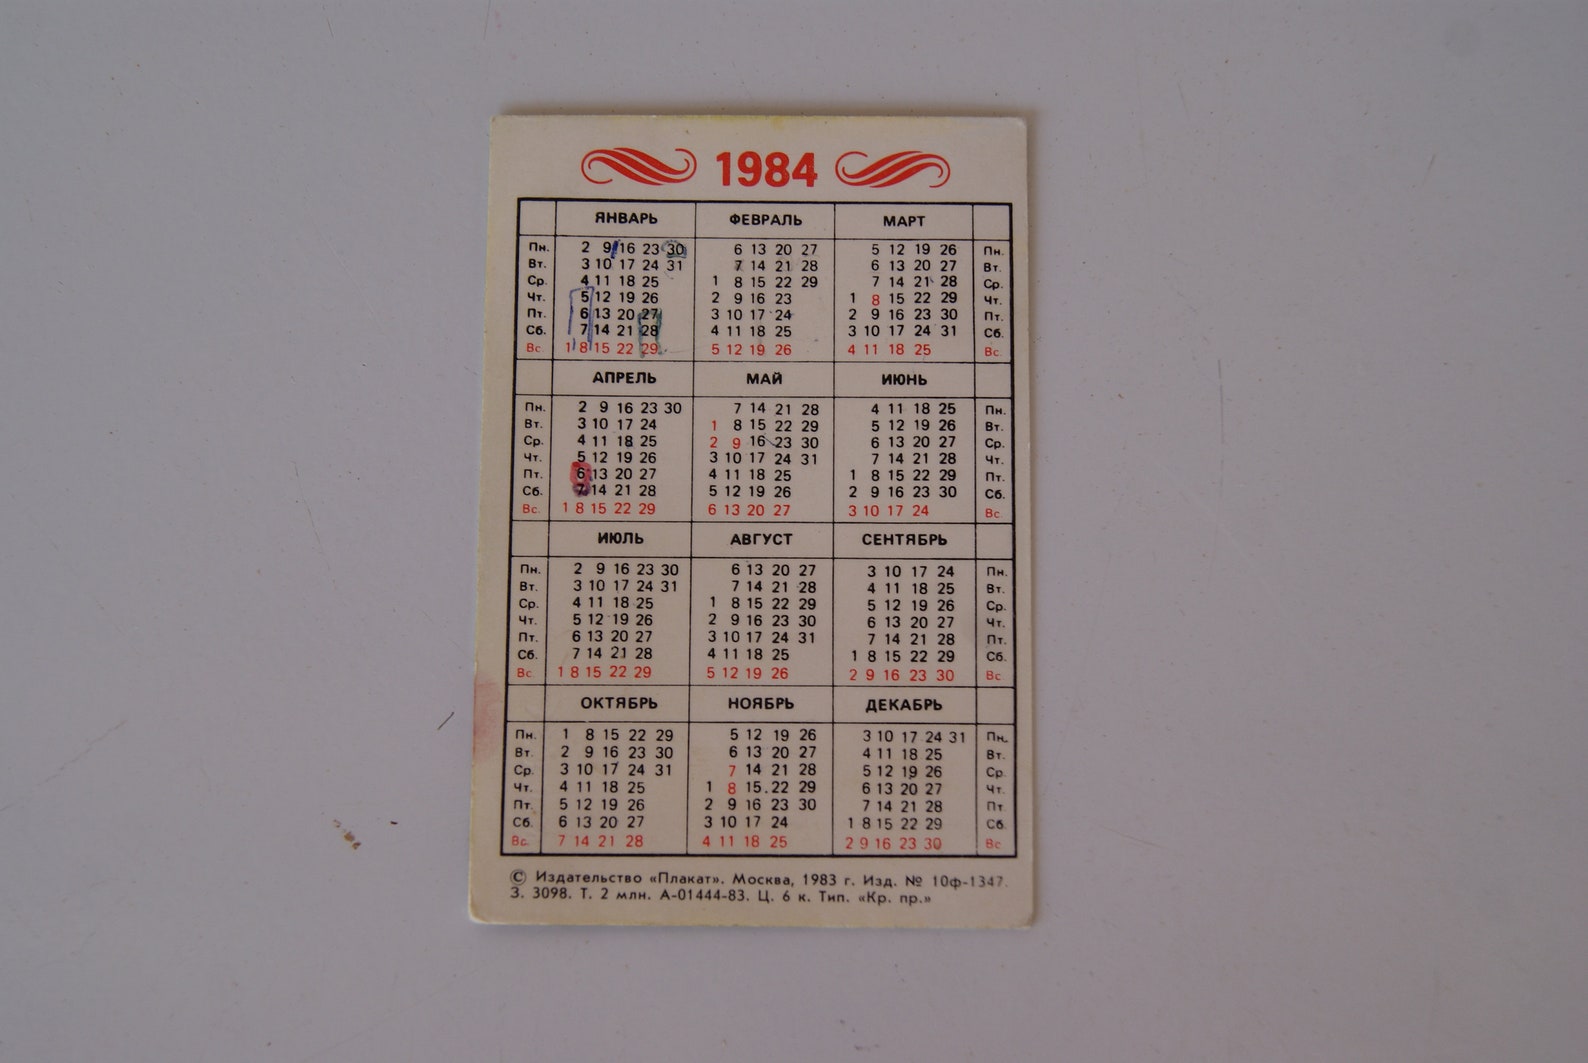 1984
ЯНВАРЬ ФЕВРАЛЬ МАРТ
Пн. 2 9 16 23 30 6 13 20 27 5 12 19 26 Пн.
Вт. 3 10 17 24 31 7 14 21 28 6 13 20 27 Вт.
Ср. 4 11 18 25 1 8 15 22 29 7 14 21 28 Ср.
Чт. 5 12 19 26 2 9 16 23 1 8 15 22 29 Чт.
Пт. 6 13 20 27 3 10 17 24 2 9 16 23 30 Пт.
Сб. 7 14 21 28 4 11 18 25 3 10 17 24 31 Сб.
Вс. 1 8 15 22 29 5 12 19 26 4 11 18 25 Вс.
АПРЕЛЬ МАЙ ИЮНЬ
Пн. 2 9 16 23 30 7 14 21 28 4 11 18 25 Пн.
Вт. 3 10 17 24 1 8 15 22 29 5 12 19 26 Вт.
Ср. 4 11 18 25 2 9 16 23 30 6 13 20 27 Ср.
Чт. 5 12 19 26 3 10 17 24 31 7 14 21 28 Чт.
Пт. 6 13 20 27 4 11 18 25 1 8 15 22 29 Пт.
Сб. 7 14 21 28 5 12 19 26 2 9 16 23 30 Сб.
Вс. 1 8 15 22 29 6 13 20 27 3 10 17 24 Вс.
ИЮЛЬ АВГУСТ СЕНТЯБРЬ
Пн. 2 9 16 23 30 6 13 20 27 3 10 17 24 Пн.
Вт. 3 10 17 24 31 7 14 21 28 4 11 18 25 Вт.
Ср. 4 11 18 25 1 8 15 22 29 5 12 19 26 Ср.
Чт. 5 12 19 26 2 9 16 23 30 6 13 20 27 Чт.
Пт. 6 13 20 27 3 10 17 24 31 7 14 21 28 Пт.
Сб. 7 14 21 28 4 11 18 25 1 8 15 22 29 Сб.
Вс. 1 8 15 22 29 5 12 19 26 2 9 16 23 30 Вс.
ОКТЯБРЬ НОЯБРЬ ДЕКАБРЬ
Пн. 1 8 15 22 29 5 12 19 26 3 10 17 24 31 Пн.
Вт. 2 9 16 23 30 6 13 20 27 4 11 18 25 Вт.
Ср. 3 10 17 24 31 7 14 21 28 5 12 19 26 Ср.
Чт. 4 11 18 25 1 8 15 22 29 6 13 20 27 Чт.
Пт. 5 12 19 26 2 9 16 23 30 7 14 21 28 Пт.
Сб. 6 13 20 27 3 10 17 24 1 8 15 22 29 Сб.
Вс. 7 14 21 28 4 11 18 25 2 9 16 23 30 Вс.
© Издательство «Плакат». Москва, 1983 г. Изд. № 10ф-1347.
З. 3098. Т. 2 млн. А-01444-83. Ц. 6 к. Тип. «Кр. пр.»